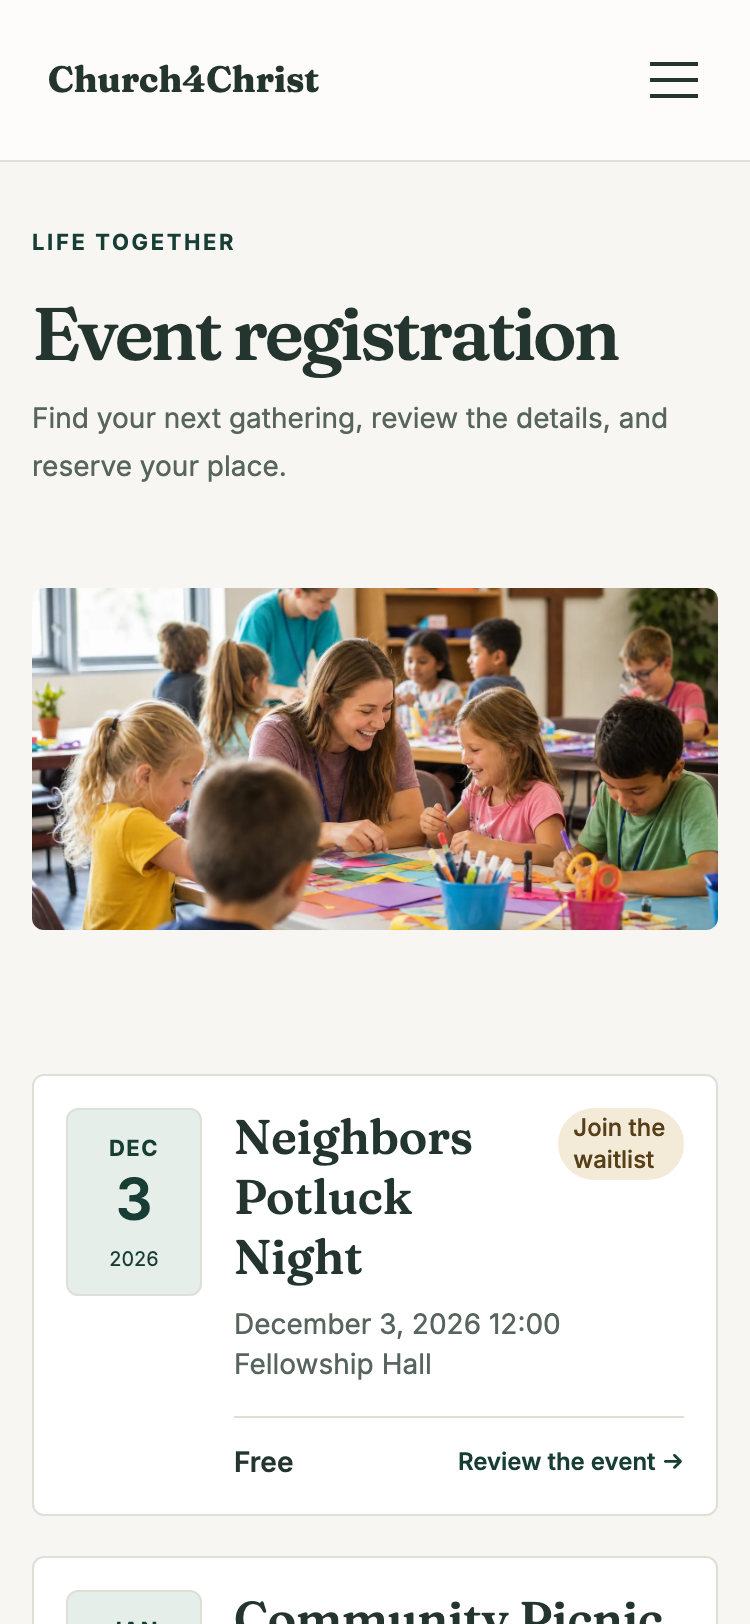 Church4Christ
LIFE TOGETHER
Event registration
Find your next gathering, review the details, and
reserve your place.
DEC
3
2026
Neighbors
Potluck
Night
Join the
waitlist
December 3, 2026 12:00
Fellowship Hall
Free
Review the event →
JAN
Community Picnic